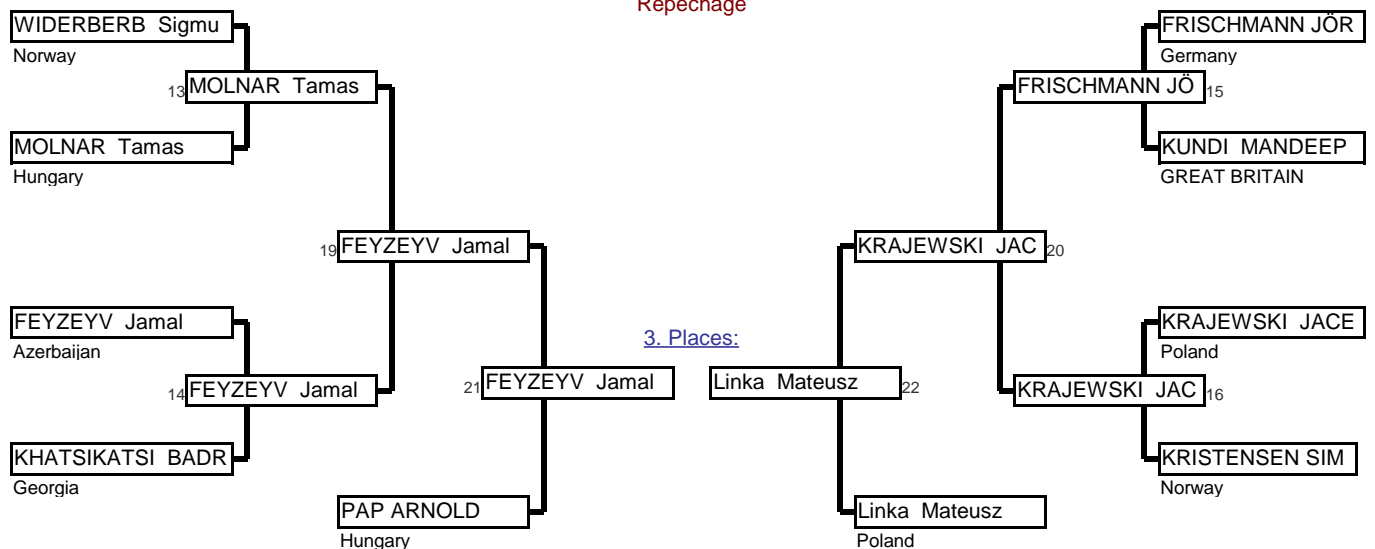 Repechage
WIDERBERB Sigmu
Norway
13 MOLNAR Tamas
MOLNAR Tamas
Hungary
19 FEYZEYV Jamal
FEYZEYV Jamal
Azerbaijan
14 FEYZEYV Jamal
KHATSIKATSI BADR
Georgia
21 FEYZEYV Jamal
PAP ARNOLD
Hungary
3. Places:
FRISCHMANN JÖR
Germany
FRISCHMANN JÖ 15
KUNDI MANDEEP
GREAT BRITAIN
KRAJEWSKI JAC 20
KRAJEWSKI JACE
Poland
Linka Mateusz 22
KRAJEWSKI JAC 16
KRISTENSEN SIM
Norway
Linka Mateusz
Poland